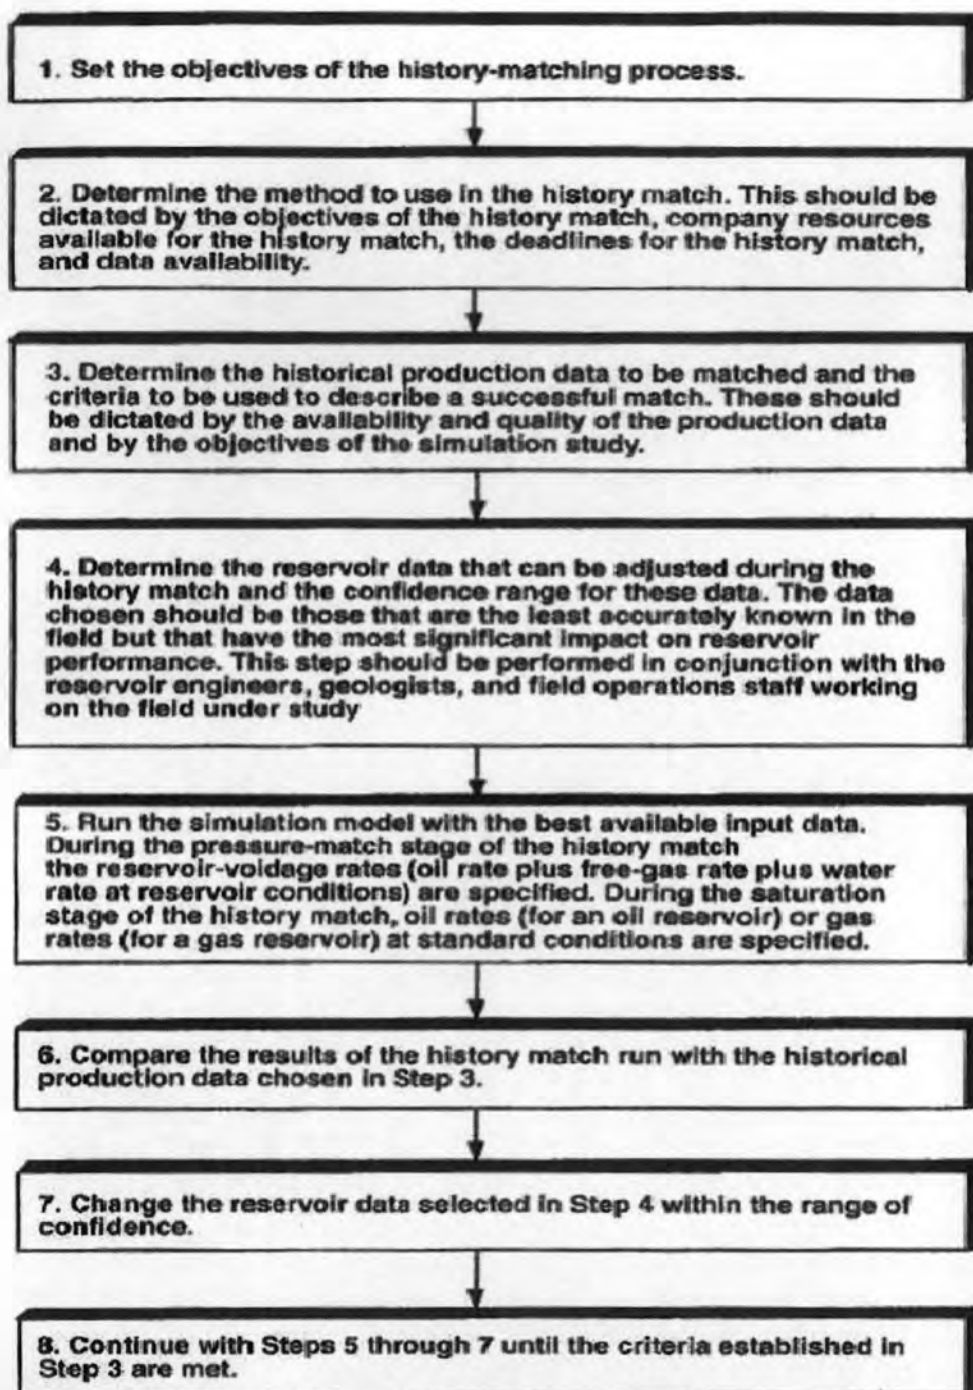 1. Set the objectives of the history-matching process.
2. Determine the method to use in the history match. This should be
dictated by the objectives of the history match, company resources
available for the history match, the deadlines for the history match,
and data availability.
3. Determine the historical production data to be matched and the
criteria to be used to describe a successful match. These should
be dictated by the availability and quality of the production data
and by the objectives of the simulation study.
4. Determine the reservoir data that can be adjusted during the
history match and the confidence range for these data. The data
chosen should be those that are the least accurately known in the
field but that have the most significant impact on reservoir
performance. This step should be performed in conjunction with the
reservoir engineers, geologists, and field operations staff working
on the field under study
5. Run the simulation model with the best available input data.
During the pressure-match stage of the history match
the reservoir-voidage rates (oil rate plus free-gas rate plus water
rate at reservoir conditions) are specified. During the saturation
stage of the history match, oil rates (for an oil reservoir) or gas
rates (for a gas reservoir) at standard conditions are specified.
6. Compare the results of the history match run with the historical
production data chosen in Step 3.
7. Change the reservoir data selected in Step 4 within the range of
confidence.
8. Continue with Steps 5 through 7 until the criteria established in
Step 3 are met.